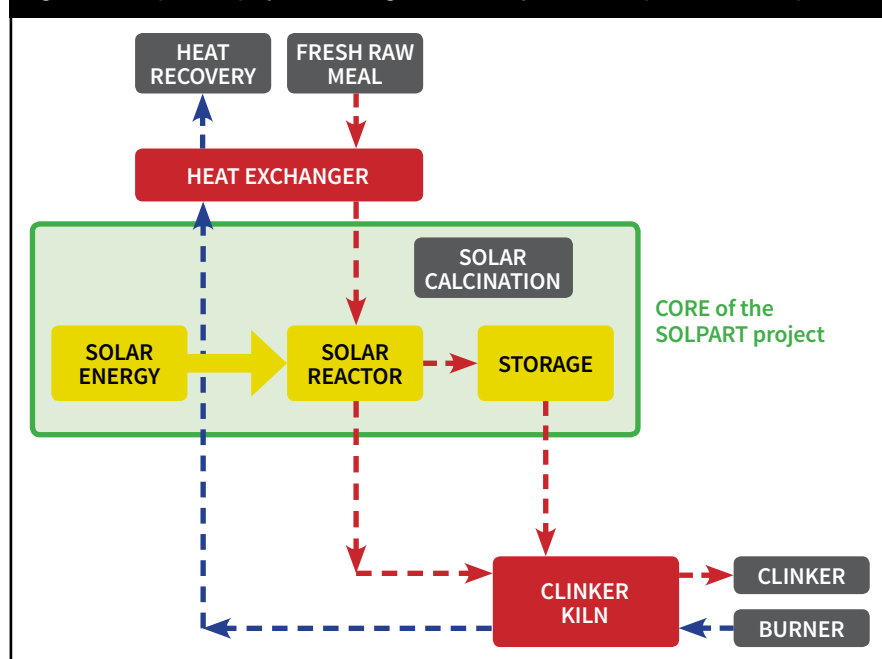 HEAT
RECOVERY
FRESH RAW
MEAL
HEAT EXCHANGER
SOLAR
CALCINATION
CORE of the
SOLPART project
SOLAR
ENERGY
SOLAR
REACTOR
STORAGE
CLINKER
KILN
CLINKER
BURNER